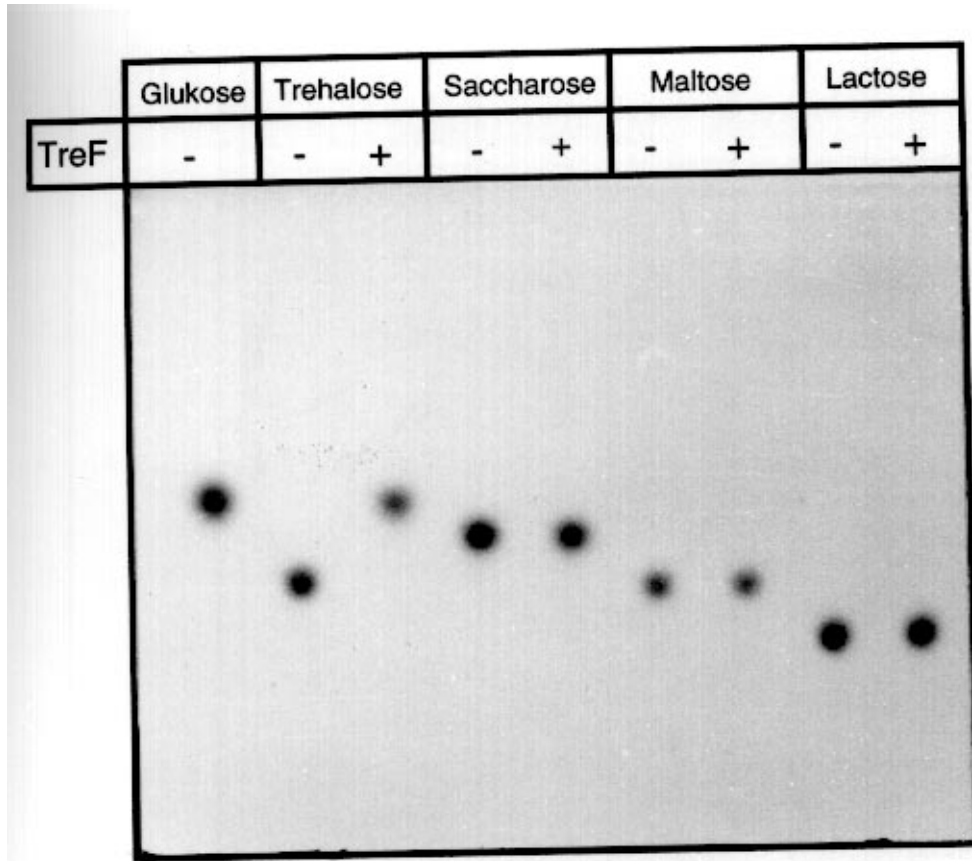 Glukose Trehalose Saccharose Maltose Lactose
TreF - - + - + - + - +